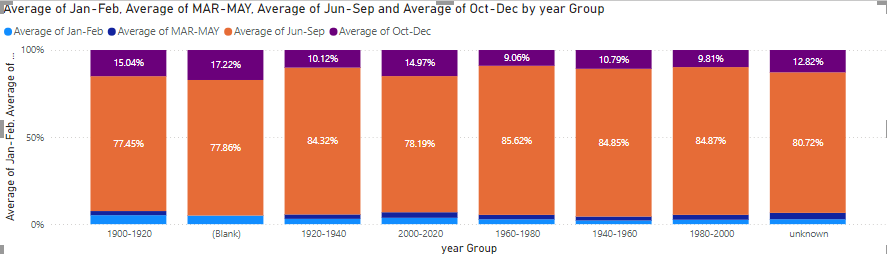 Average of Jan-Feb, Average of MAR-MAY, Average of Jun-Sep and Average of Oct-Dec by year Group
Average of Jan-Feb Average of MAR-MAY Average of Jun-Sep Average of Oct-Dec
Average of Jan-Feb, Average of ...
100%
50%
0%
15.04% 17.22% 10.12% 14.97% 9.06% 10.79% 9.81% 12.82%
77.45% 77.86% 84.32% 78.19% 85.62% 84.85% 84.87% 80.72%
1900-1920 (Blank) 1920-1940 2000-2020 1960-1980 1940-1960 1980-2000 unknown
year Group